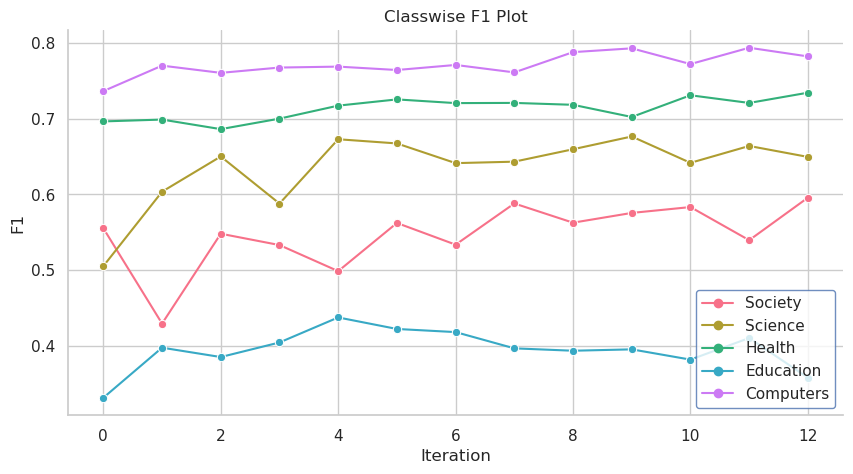 Classwise F1 Plot
F1
0.8
0.7
0.6
0.5
0.4
0 2 4 6 8 10 12
Iteration
Society
Science
Health
Education
Computers